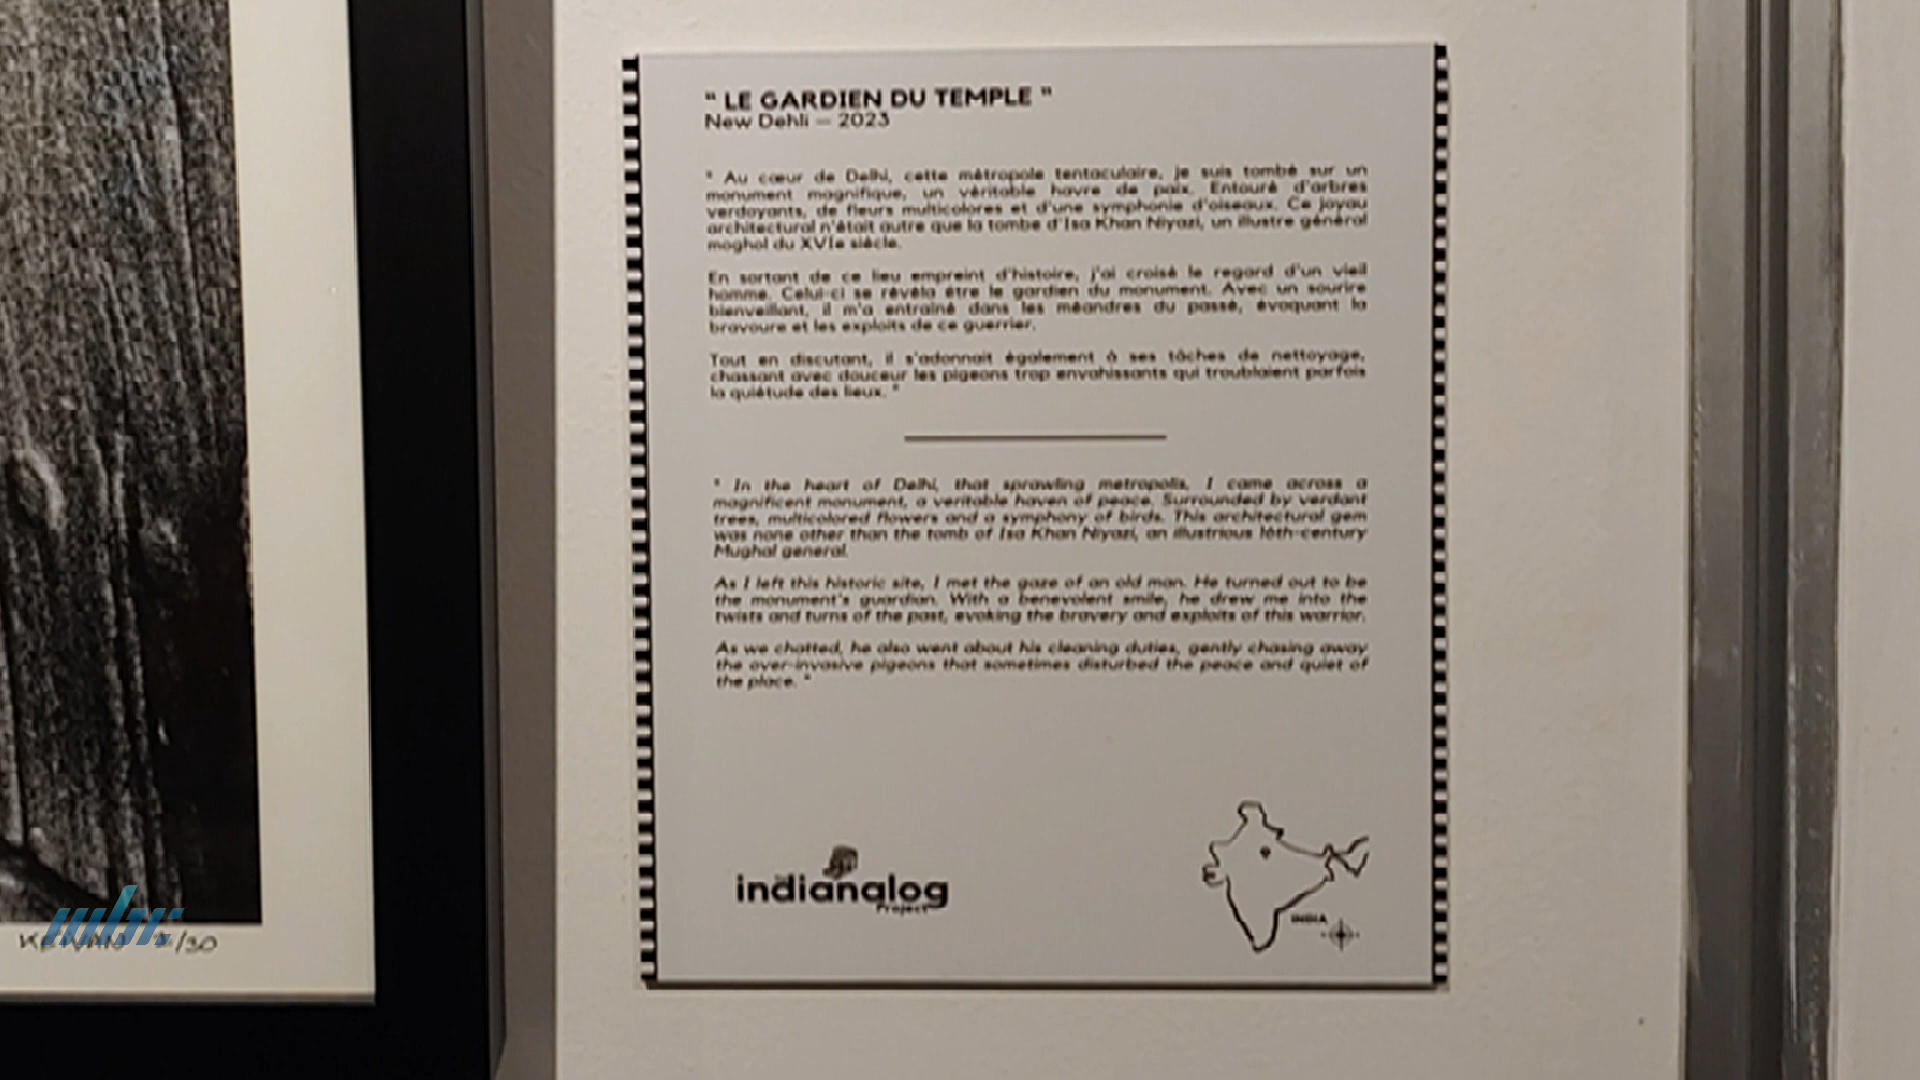 " LE GARDIEN DU TEMPLE "
New Dehli – 2023
" Au cœur de Delhi, cette métropole tentaculaire, je suis tombé sur un
monument magnifique, un véritable havre de paix. Entouré d'arbres
verdoyants, de fleurs multicolores et d'une symphonie d'oiseaux. Ce joyau
architectural n'était autre que la tombe d'Isa Khan Niyazi, un illustre général
moghol du XVIe siècle.
En sortant de ce lieu empreint d'histoire, j'ai croisé le regard d'un vieil
homme. Celui-ci se révéla être le gardien du monument. Avec un sourire
bienveillant, il m'a entraîné dans les méandres du passé, évoquant la
bravoure et les exploits de ce guerrier.
Tout en discutant, il s'adonnait également à ses tâches de nettoyage,
chassant avec douceur les pigeons trop envahissants qui troublaient parfois
la quiétude des lieux. "
" In the heart of Delhi, that sprawling metropolis, I came across a
magnificent monument, a veritable haven of peace. Surrounded by verdant
trees, multicolored flowers and a symphony of birds. This architectural gem
was none other than the tomb of Isa Khan Niyazi, an illustrious 16th-century
Mughal general.
As I left this historic site, I met the gaze of an old man. He turned out to be
the monument's guardian. With a benevolent smile, he drew me into the
twists and turns of the past, evoking the bravery and exploits of this warrior.
As we chatted, he also went about his cleaning duties, gently chasing away
the over-invasive pigeons that sometimes disturbed the peace and quiet of
the place. "
indianalog
Project
INDIA
/30